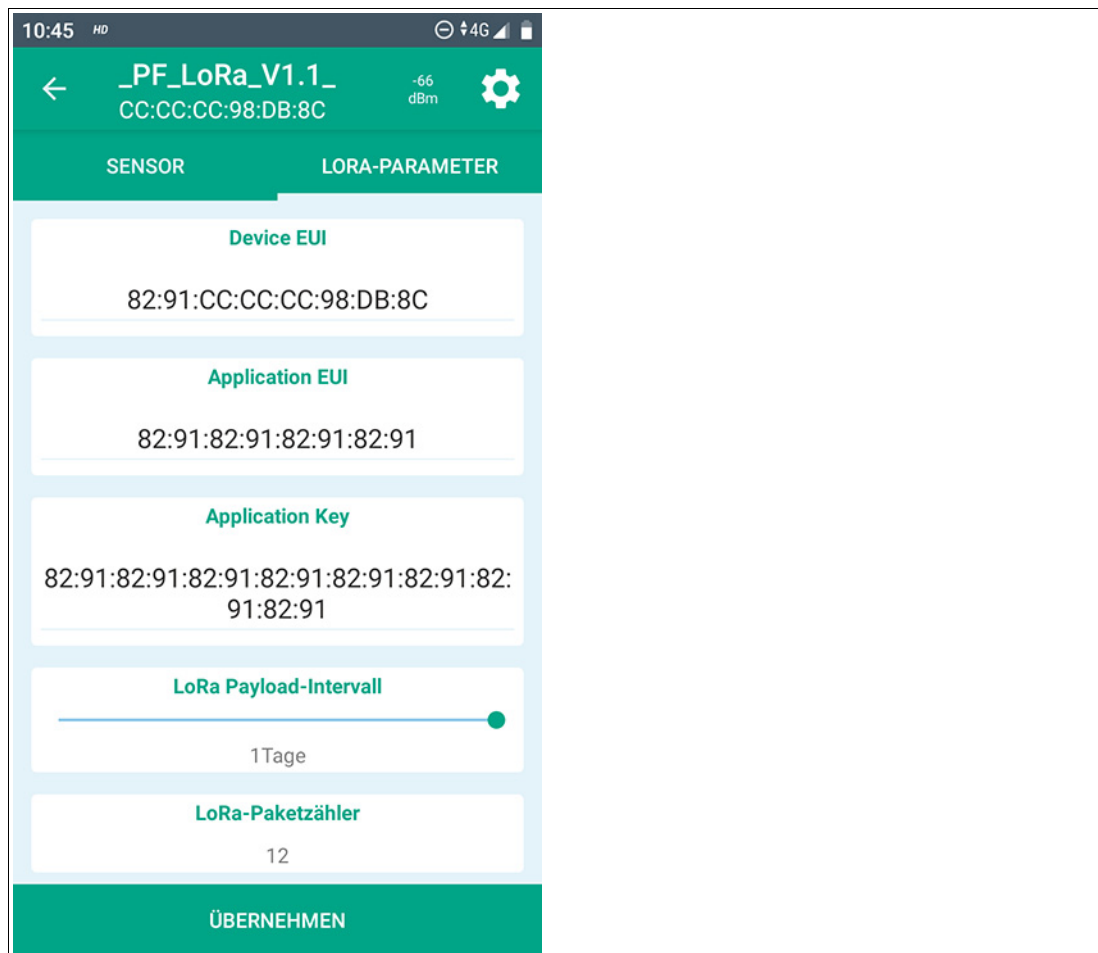 10:45 HD 4G
_PF_LoRa_V1.1_
CC:CC:CC:98:DB:8C
-66
dBm
SENSOR LORA-PARAMETER
Device EUI
82:91:CC:CC:CC:98:DB:8C
Application EUI
82:91:82:91:82:91:82:91
Application Key
82:91:82:91:82:91:82:91:82:91:82:91:82:
91:82:91
LoRa Payload-Intervall
1Tage
LoRa-Paketzähler
12
ÜBERNEHMEN